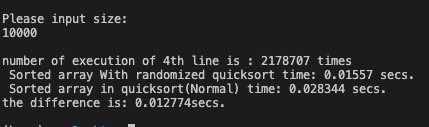 Please input size:
10000
number of execution of 4th line is : 2178707 times
Sorted array With randomized quicksort time: 0.01557 secs.
Sorted array in quicksort(Normal) time: 0.028344 secs.
the difference is: 0.012774secs.